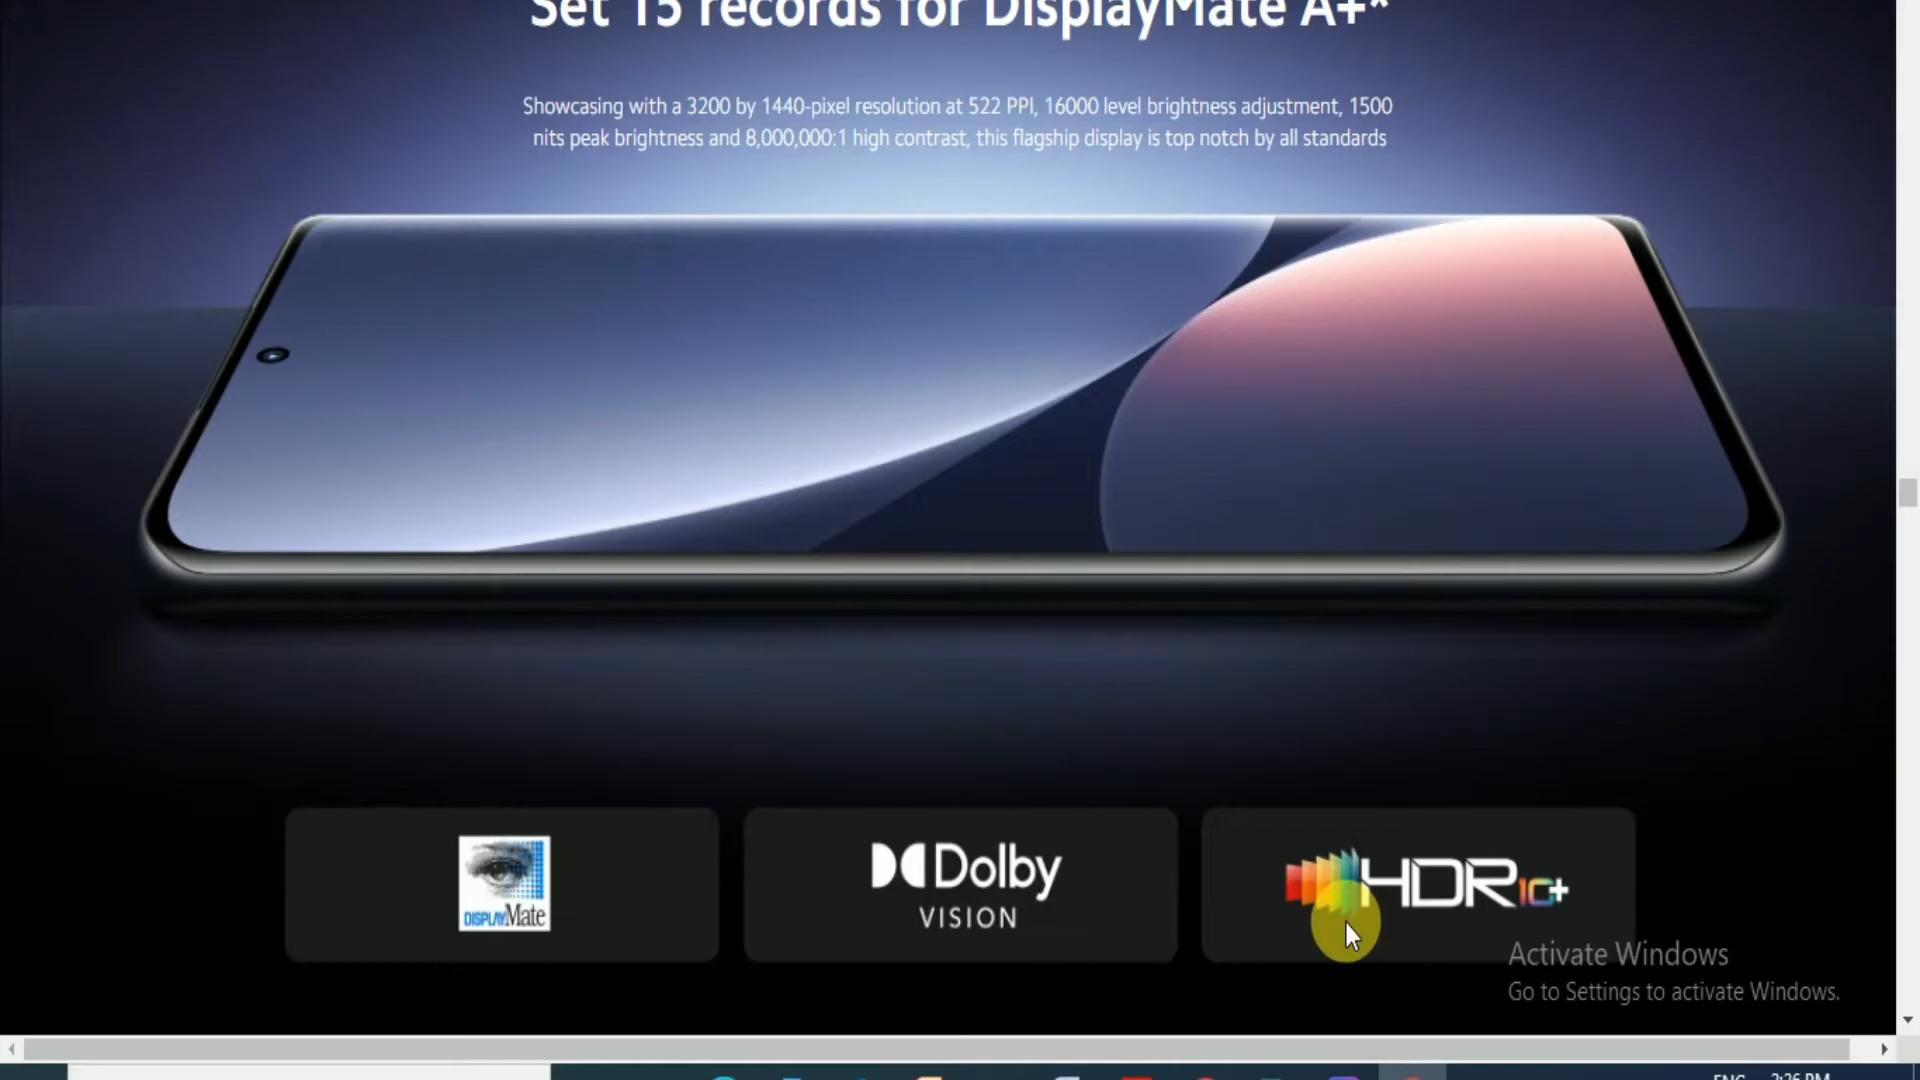 Set 15 records for DisplayMate A+*
Showcasing with a 3200 by 1440-pixel resolution at 522 PPI, 16000 level brightness adjustment, 1500
nits peak brightness and 8,000,000:1 high contrast, this flagship display is top notch by all standards
DISPLAYMate
Dolby
VISION
HDR10+
Activate Windows
Go to Settings to activate Windows.